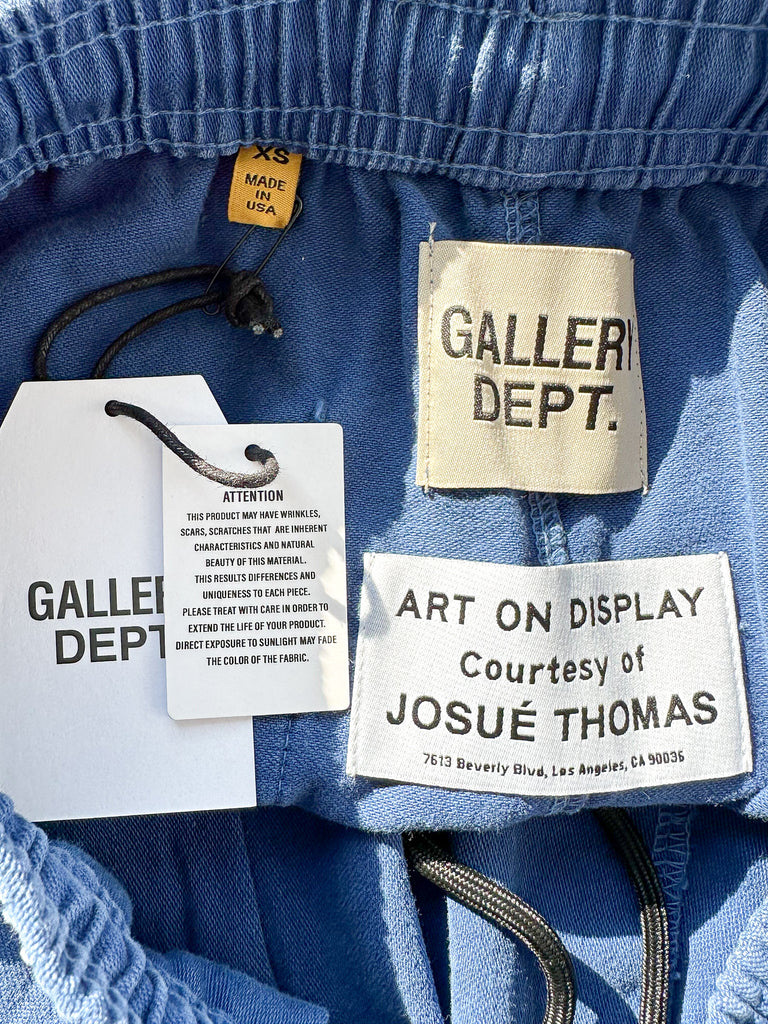 XS
MADE
IN
USA
GALLERY
DEPT.
GALLE
DEPT
ATTENTION
THIS PRODUCT MAY HAVE WRINKLES,
SCARS, SCRATCHES THAT ARE INHERENT
CHARACTERISTICS AND NATURAL
BEAUTY OF THIS MATERIAL.
THIS RESULTS DIFFERENCES AND
UNIQUENESS TO EACH PIECE.
PLEASE TREAT WITH CARE IN ORDER TO
EXTEND THE LIFE OF YOUR PRODUCT.
DIRECT EXPOSURE TO SUNLIGHT MAY FADE
THE COLOR OF THE FABRIC.
ART ON DISPLAY
Courtesy of
JOSUÉ THOMAS
7613 Beverly Blvd, Los Angeles, CA 90036